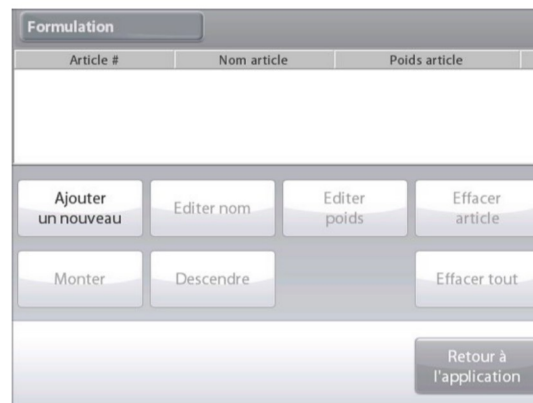 Formulation
Article # Nom article Poids article
Ajouter un nouveau Editer nom Editer poids Effacer article
Monter Descendre Effacer tout
Retour à l'application